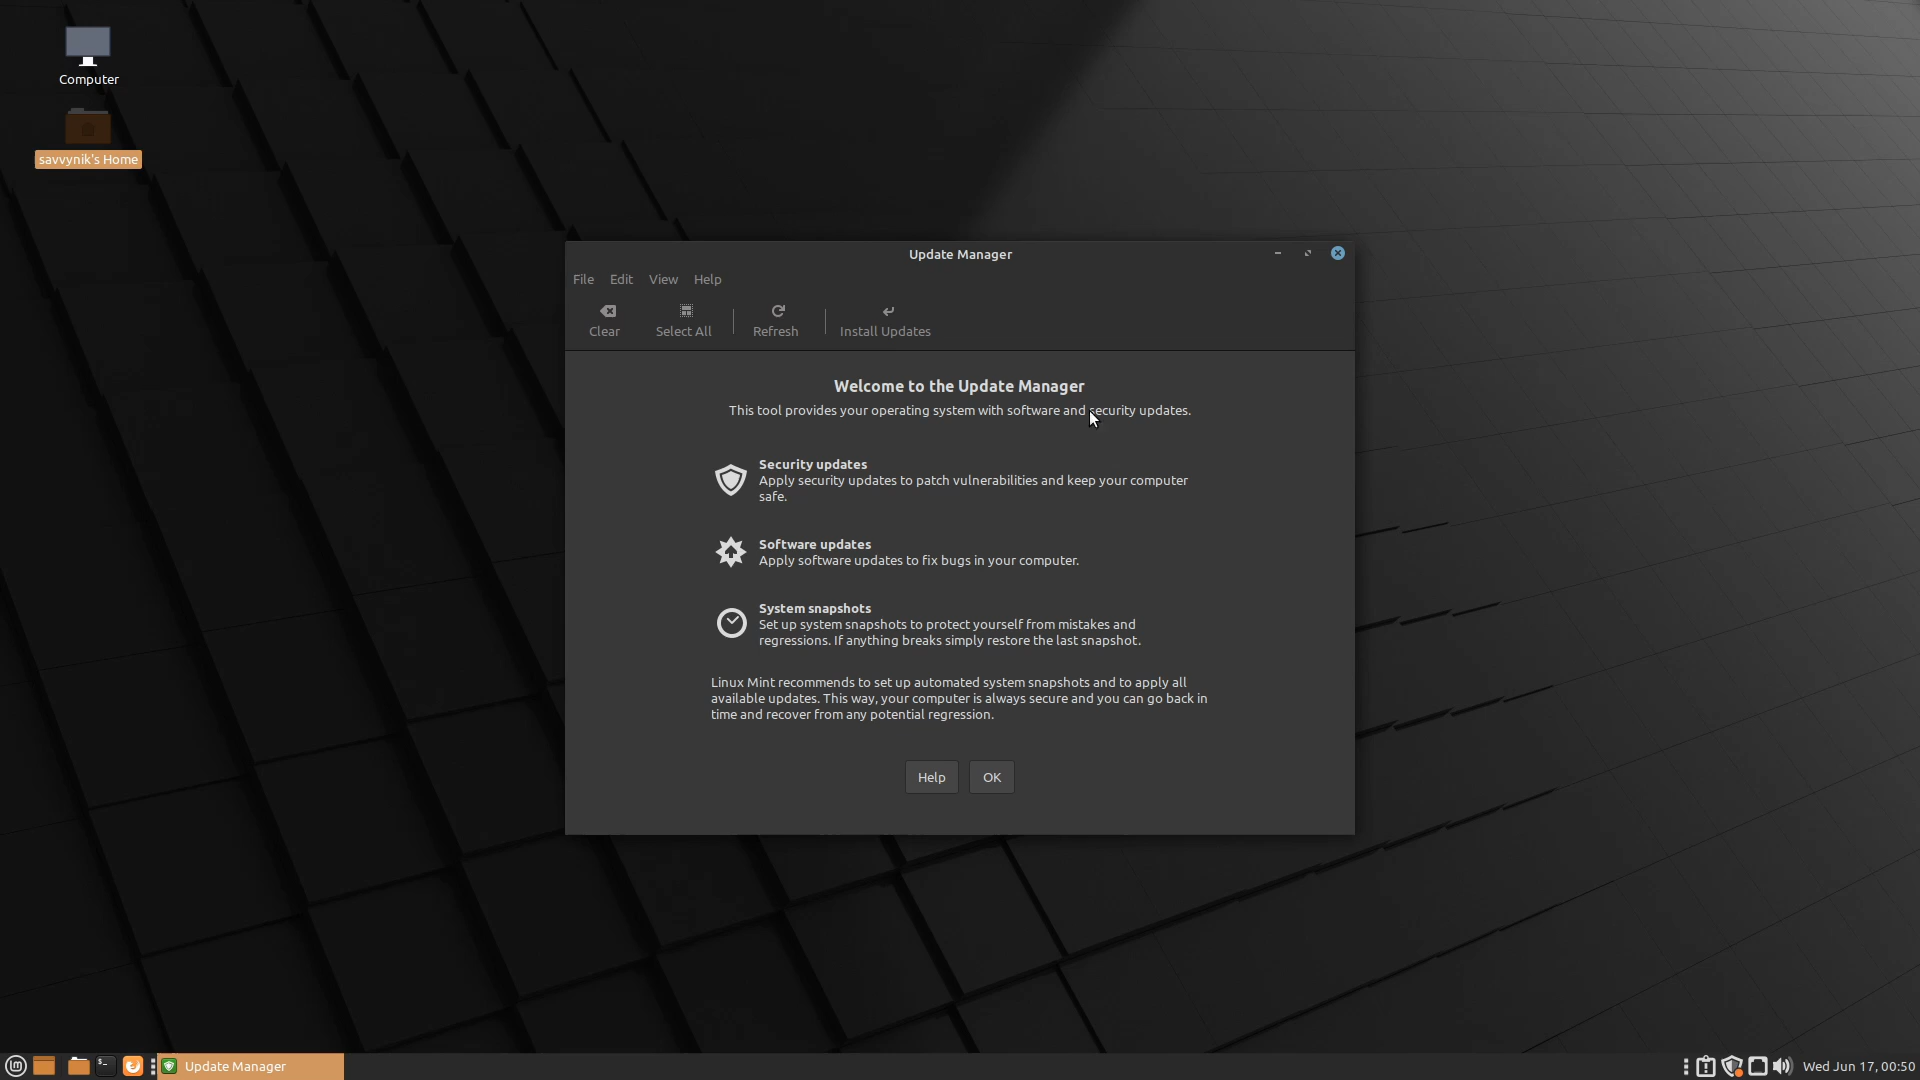 Computer
savvynik's Home
Update Manager
File Edit View Help
Clear Select All Refresh Install Updates
Welcome to the Update Manager
This tool provides your operating system with software and security updates.
Security updates
Apply security updates to patch vulnerabilities and keep your computer
safe.
Software updates
Apply software updates to fix bugs in your computer.
System snapshots
Set up system snapshots to protect yourself from mistakes and
regressions. If anything breaks simply restore the last snapshot.
Linux Mint recommends to set up automated system snapshots and to apply all
available updates. This way, your computer is always secure and you can go back in
time and recover from any potential regression.
Help OK
Update Manager Wed Jun 17, 00:50